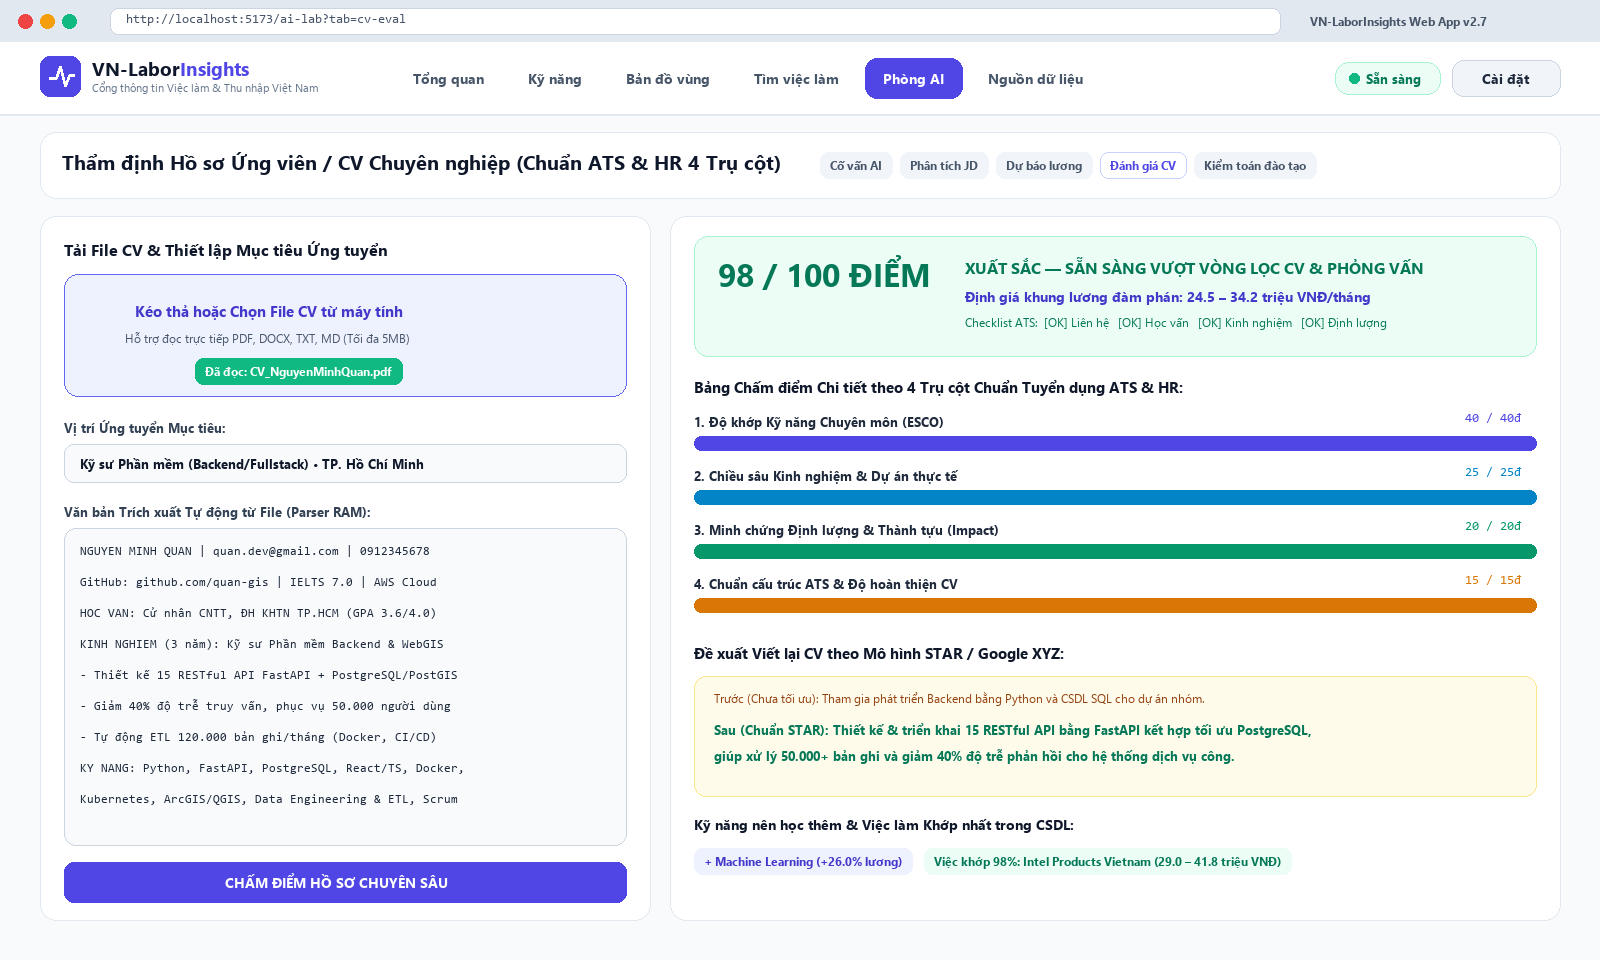 http://localhost:5173/ai-lab?tab=cv-eval
VN-LaborInsights Web App v2.7
VN-LaborInsights
Cổng thông tin Việc làm & Thu nhập Việt Nam
Tổng quan
Kỹ năng
Bản đồ vùng
Tìm việc làm
Phòng AI
Nguồn dữ liệu
Sẵn sàng
Cài đặt
Thẩm định Hồ sơ Ứng viên / CV Chuyên nghiệp (Chuẩn ATS & HR 4 Trụ cột)
Cố vấn AI
Phân tích JD
Dự báo lương
Đánh giá CV
Kiểm toán đào tạo
Tải File CV & Thiết lập Mục tiêu Ứng tuyển
Kéo thả hoặc Chọn File CV từ máy tính
Hỗ trợ đọc trực tiếp PDF, DOCX, TXT, MD (Tối đa 5MB)
Đã đọc: CV_NguyenMinhQuan.pdf
Vị trí Ứng tuyển Mục tiêu:
Kỹ sư Phần mềm (Backend/Fullstack) • TP. Hồ Chí Minh
Văn bản Trích xuất Tự động từ File (Parser RAM):
NGUYEN MINH QUAN | quan.dev@gmail.com | 0912345678
GitHub: github.com/quan-gis | IELTS 7.0 | AWS Cloud
HOC VAN: Cử nhân CNTT, ĐH KHTN TP.HCM (GPA 3.6/4.0)
KINH NGHIEM (3 năm): Kỹ sư Phần mềm Backend & WebGIS
- Thiết kế 15 RESTful API FastAPI + PostgreSQL/PostGIS
- Giảm 40% độ trễ truy vấn, phục vụ 50.000 người dùng
- Tự động ETL 120.000 bản ghi/tháng (Docker, CI/CD)
KY NANG: Python, FastAPI, PostgreSQL, React/TS, Docker,
Kubernetes, ArcGIS/QGIS, Data Engineering & ETL, Scrum
CHẤM ĐIỂM HỒ SƠ CHUYÊN SÂU
98 / 100 ĐIỂM
XUẤT SẮC — SẴN SÀNG VƯỢT VÒNG LỌC CV & PHỎNG VẤN
Định giá khung lương đàm phán: 24.5 – 34.2 triệu VNĐ/tháng
Checklist ATS: [OK] Liên hệ [OK] Học vấn [OK] Kinh nghiệm [OK] Định lượng
Bảng Chấm điểm Chi tiết theo 4 Trụ cột Chuẩn Tuyển dụng ATS & HR:
1. Độ khớp Kỹ năng Chuyên môn (ESCO)
40 / 40đ
2. Chiều sâu Kinh nghiệm & Dự án thực tế
25 / 25đ
3. Minh chứng Định lượng & Thành tựu (Impact)
20 / 20đ
4. Chuẩn cấu trúc ATS & Độ hoàn thiện CV
15 / 15đ
Đề xuất Viết lại CV theo Mô hình STAR / Google XYZ:
Trước (Chưa tối ưu): Tham gia phát triển Backend bằng Python và CSDL SQL cho dự án nhóm.
Sau (Chuẩn STAR): Thiết kế & triển khai 15 RESTful API bằng FastAPI kết hợp tối ưu PostgreSQL,
giúp xử lý 50.000+ bản ghi và giảm 40% độ trễ phản hồi cho hệ thống dịch vụ công.
Kỹ năng nên học thêm & Việc làm Khớp nhất trong CSDL:
+ Machine Learning (+26.0% lương)
Việc khớp 98%: Intel Products Vietnam (29.0 – 41.8 triệu VNĐ)